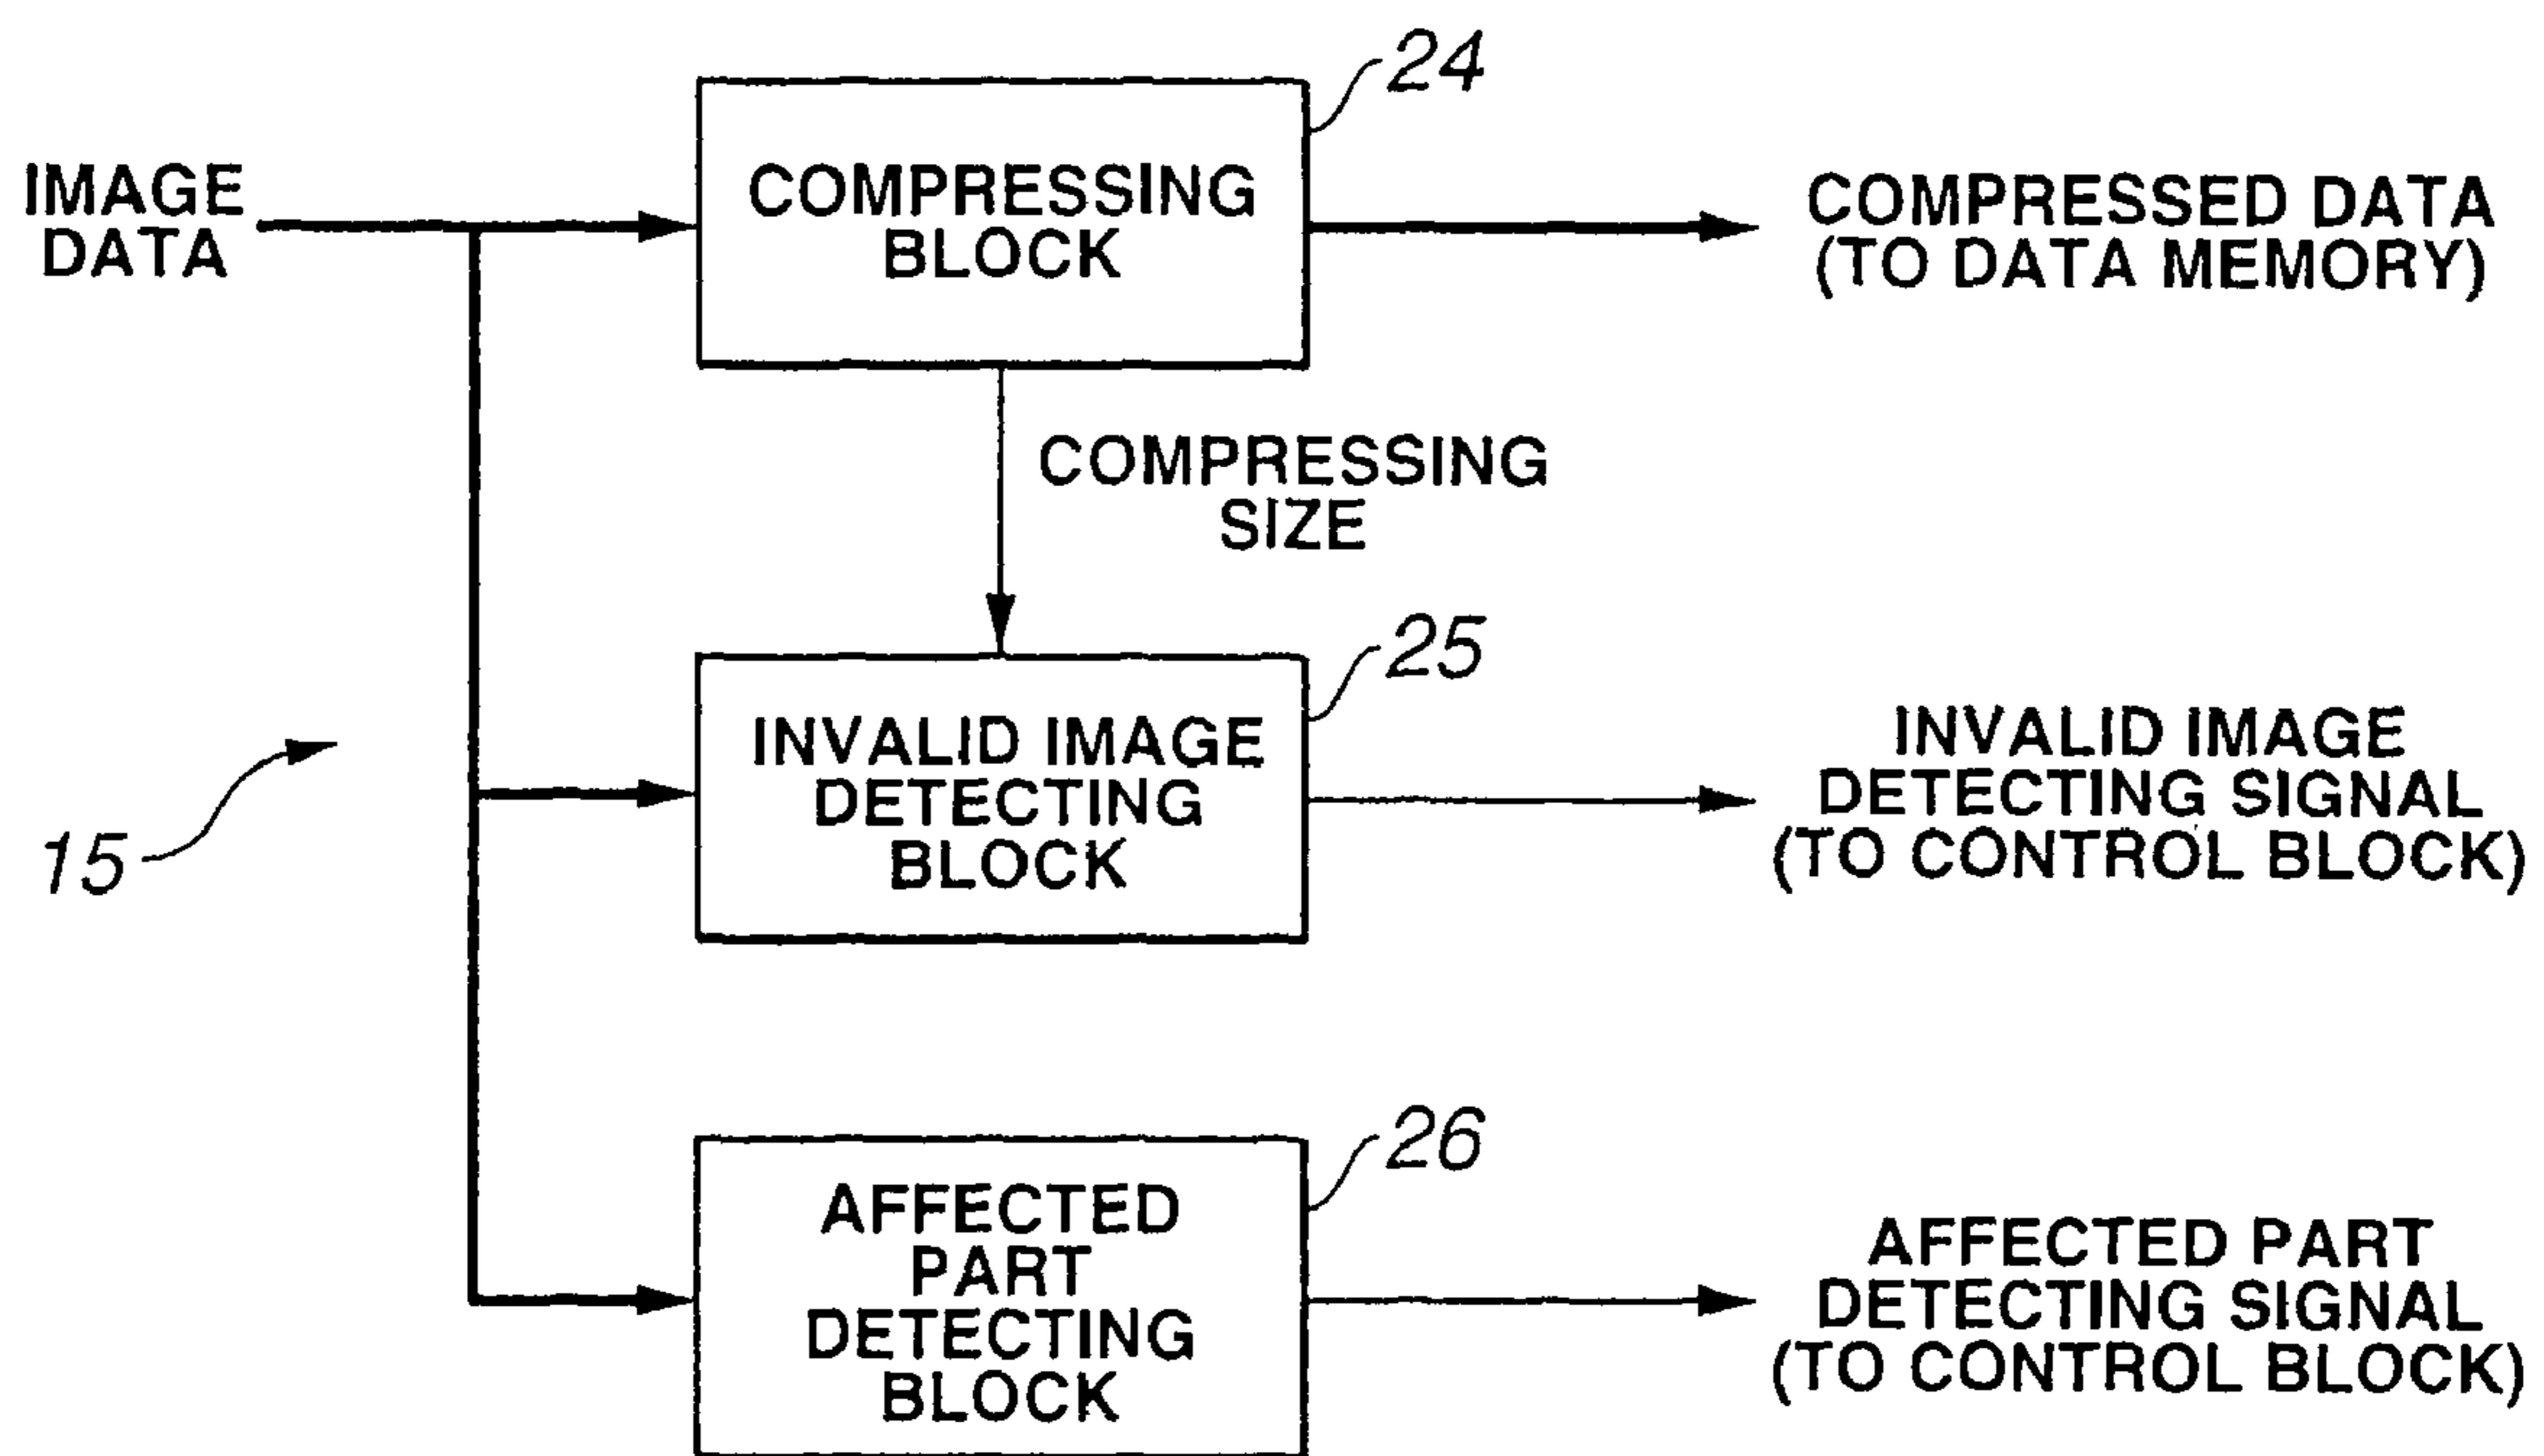 24
IMAGE
DATA
COMPRESSING
BLOCK
COMPRESSED DATA
(TO DATA MEMORY)
COMPRESSING
SIZE
25
INVALID IMAGE
DETECTING
BLOCK
INVALID IMAGE
DETECTING SIGNAL
(TO CONTROL BLOCK)
15
26
AFFECTED
PART
DETECTING
BLOCK
AFFECTED PART
DETECTING SIGNAL
(TO CONTROL BLOCK)